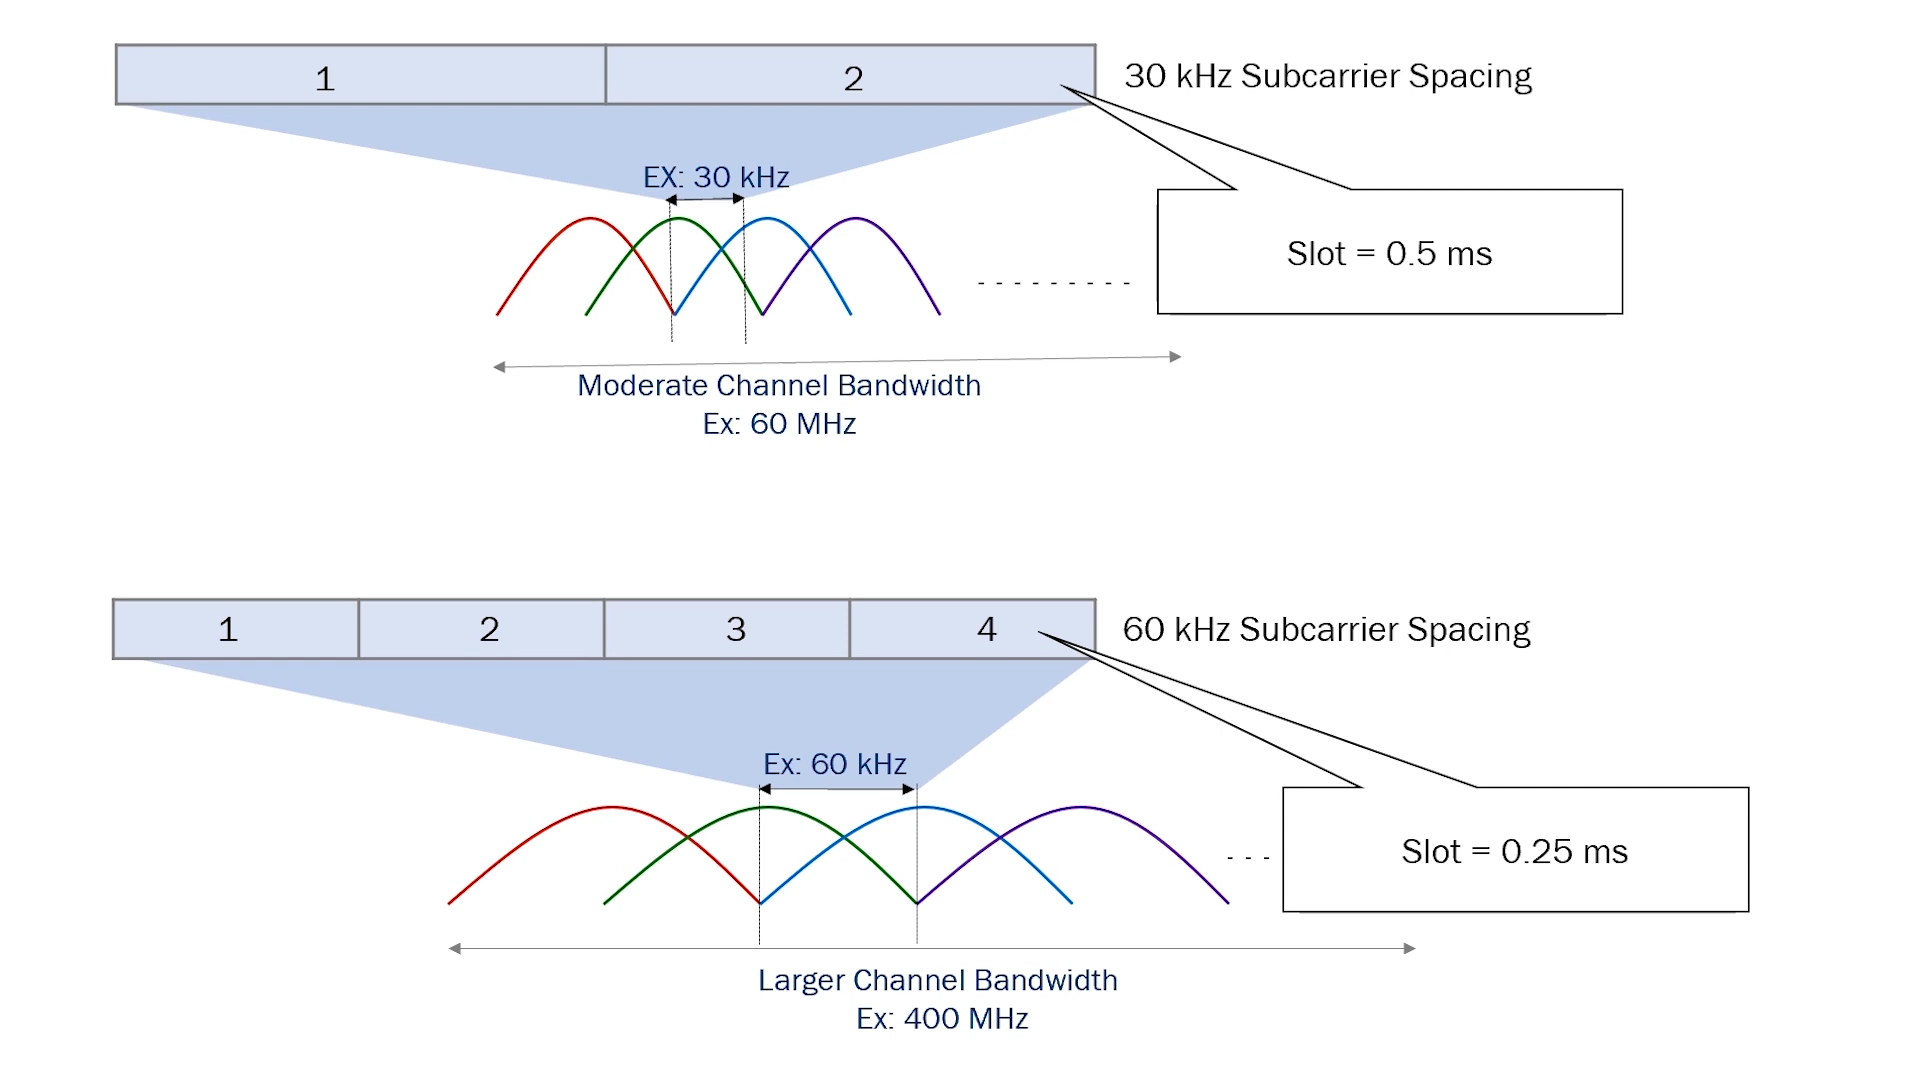 1
2
30 kHz Subcarrier Spacing
EX: 30 kHz
Slot = 0.5 ms
Moderate Channel Bandwidth
Ex: 60 MHz
1
2
3
4
60 kHz Subcarrier Spacing
Ex: 60 kHz
Slot = 0.25 ms
Larger Channel Bandwidth
Ex: 400 MHz